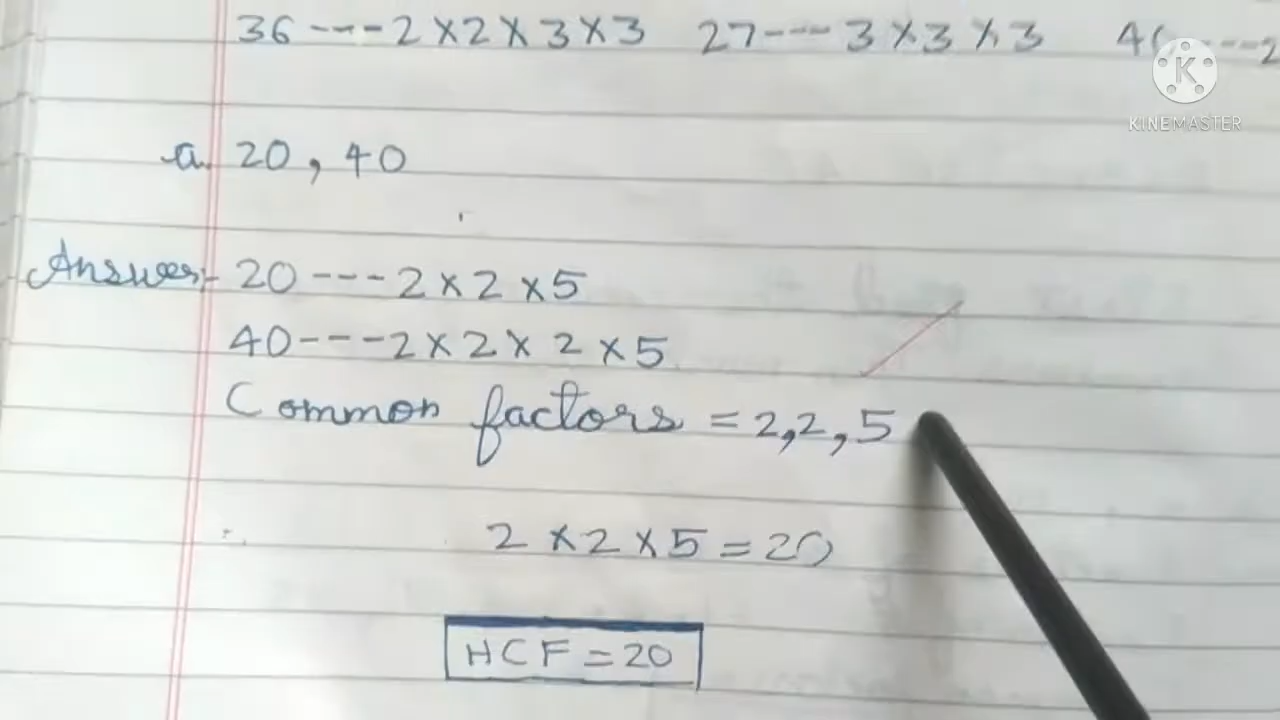 36 ---- 2 × 2 × 3 × 3 27 ---- 3 × 3 × 3
KINEMASTER
a. 20 , 40
Answer:- 20 --- 2 × 2 × 5
40 --- 2 × 2 × 2 × 5
Common factors = 2,2,5
2 × 2 × 5 = 20
HCF = 20